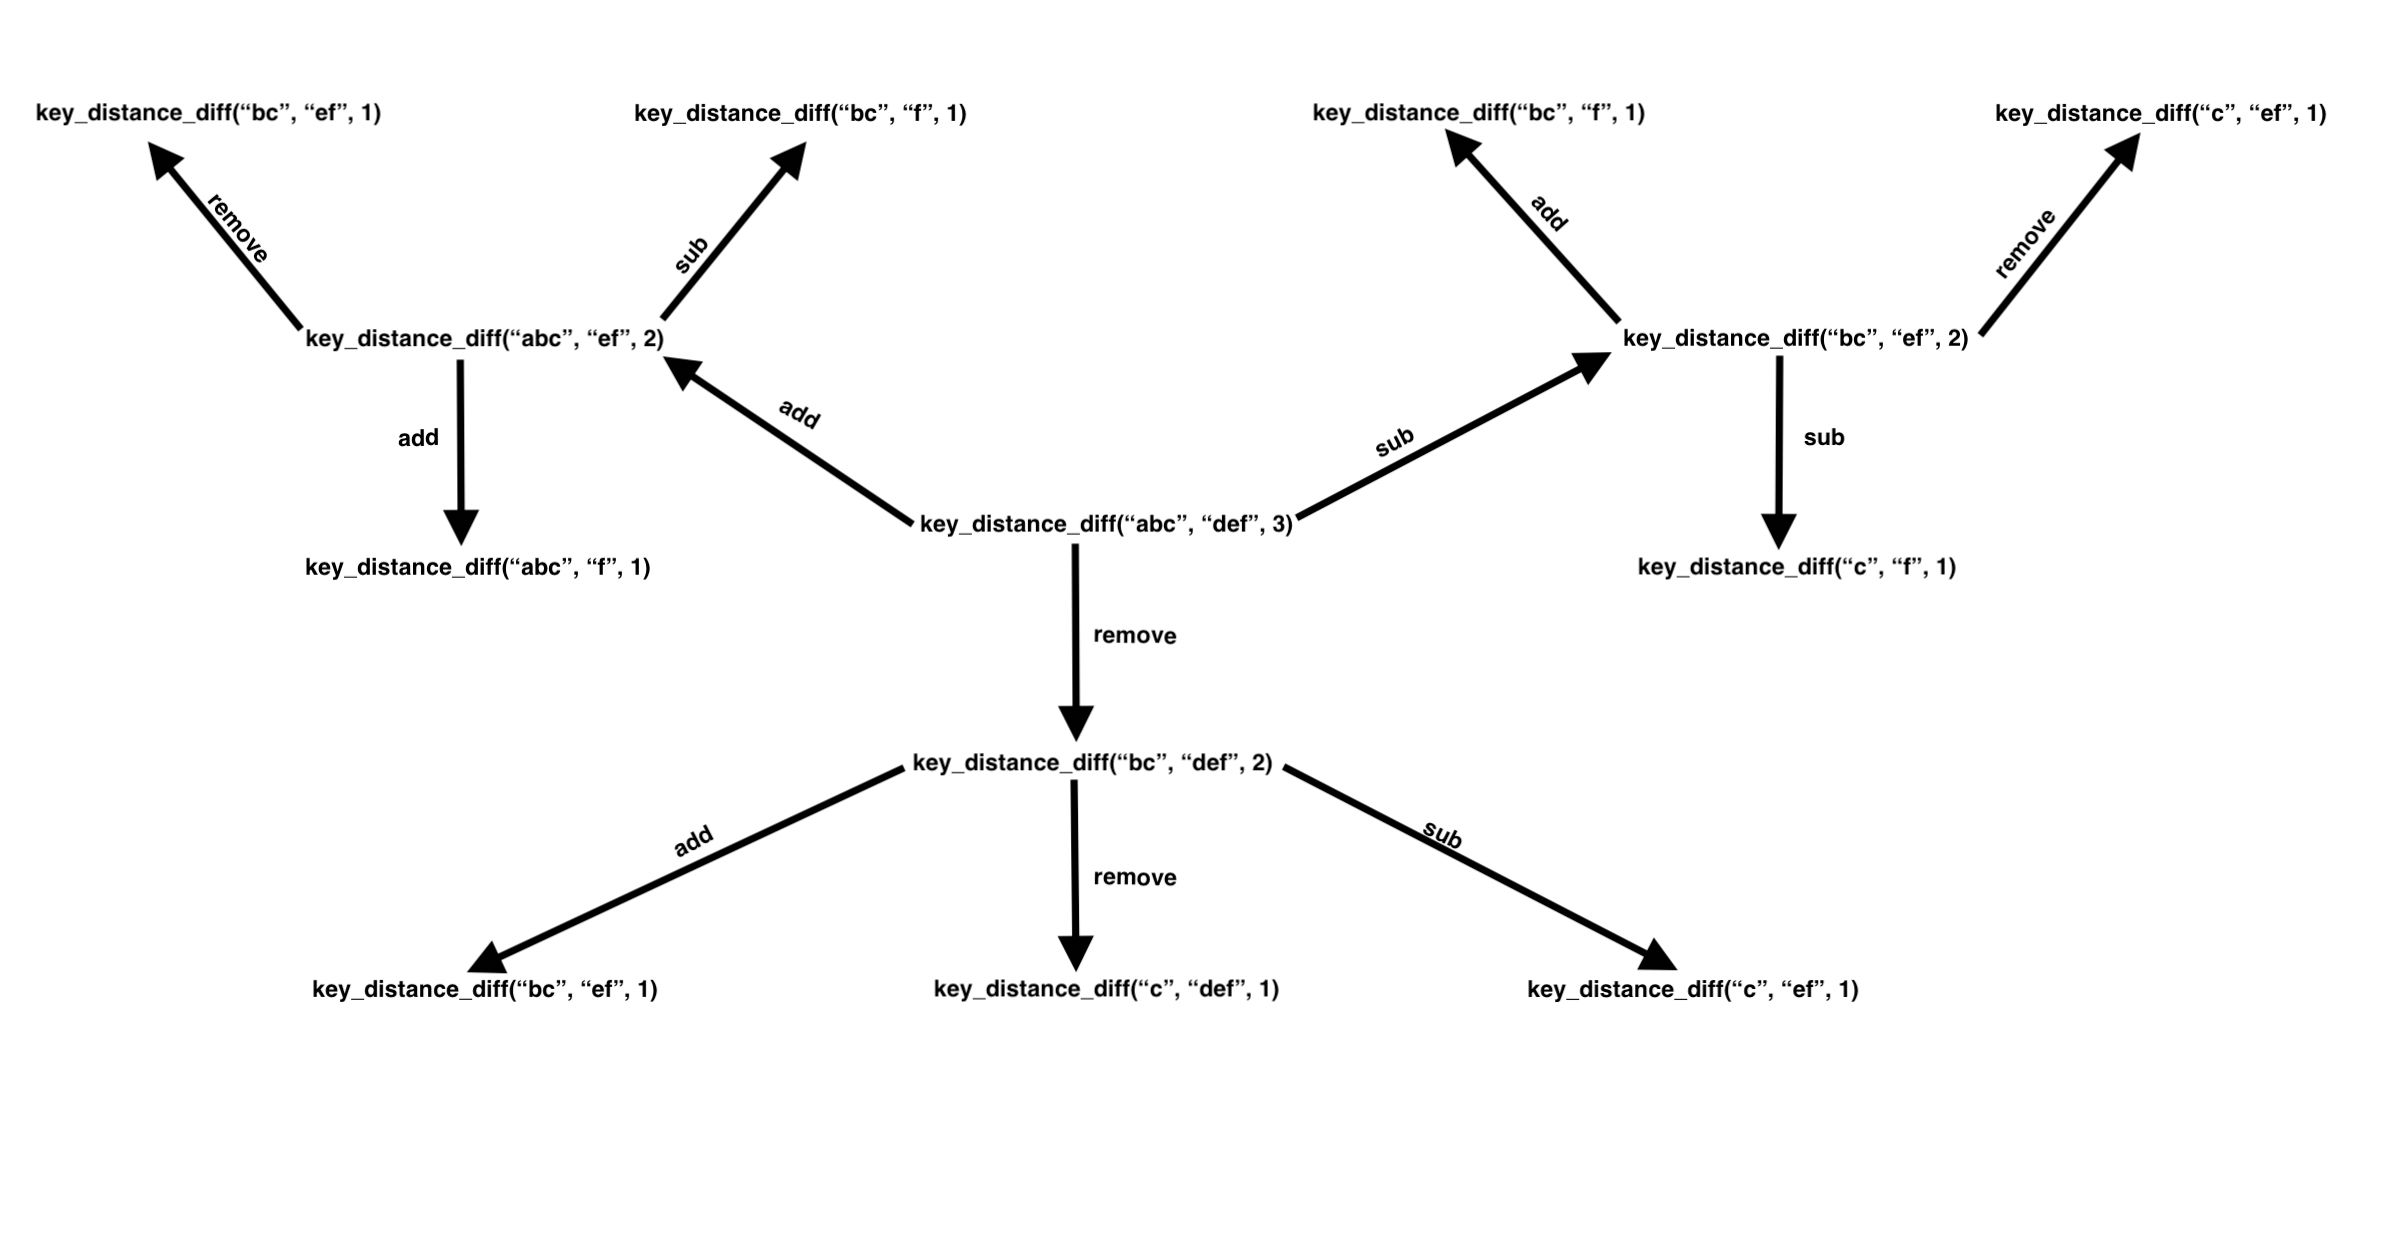 key_distance_diff(“bc”, “ef”, 1)
key_distance_diff(“bc”, “f”, 1)
key_distance_diff(“bc”, “f”, 1)
key_distance_diff(“c”, “ef”, 1)
remove
sub
add
remove
key_distance_diff(“abc”, “ef”, 2)
key_distance_diff(“bc”, “ef”, 2)
add
add
sub
sub
key_distance_diff(“abc”, “def”, 3)
key_distance_diff(“abc”, “f”, 1)
key_distance_diff(“c”, “f”, 1)
remove
key_distance_diff(“bc”, “def”, 2)
add
remove
sub
key_distance_diff(“bc”, “ef”, 1)
key_distance_diff(“c”, “def”, 1)
key_distance_diff(“c”, “ef”, 1)